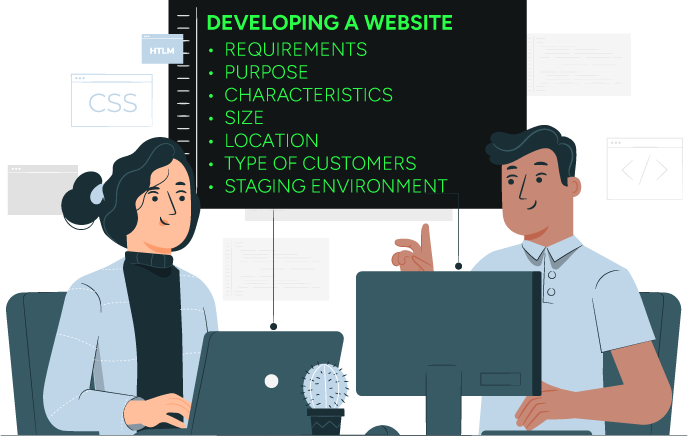 DEVELOPING A WEBSITE
• REQUIREMENTS
• PURPOSE
• CHARACTERISTICS
• SIZE
• LOCATION
• TYPE OF CUSTOMERS
• STAGING ENVIRONMENT
HTLM
CSS
</>